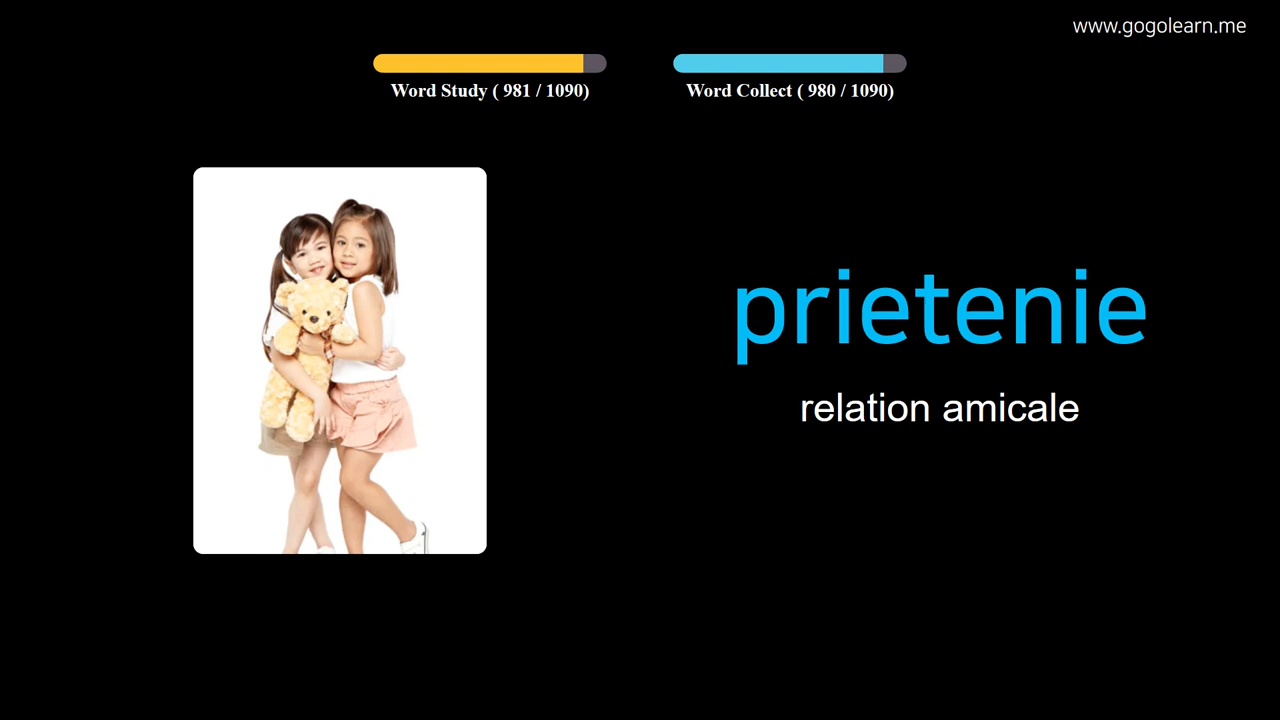 www.gogolearn.me
Word Study ( 981 / 1090)
Word Collect ( 980 / 1090)
prietenie
relation amicale